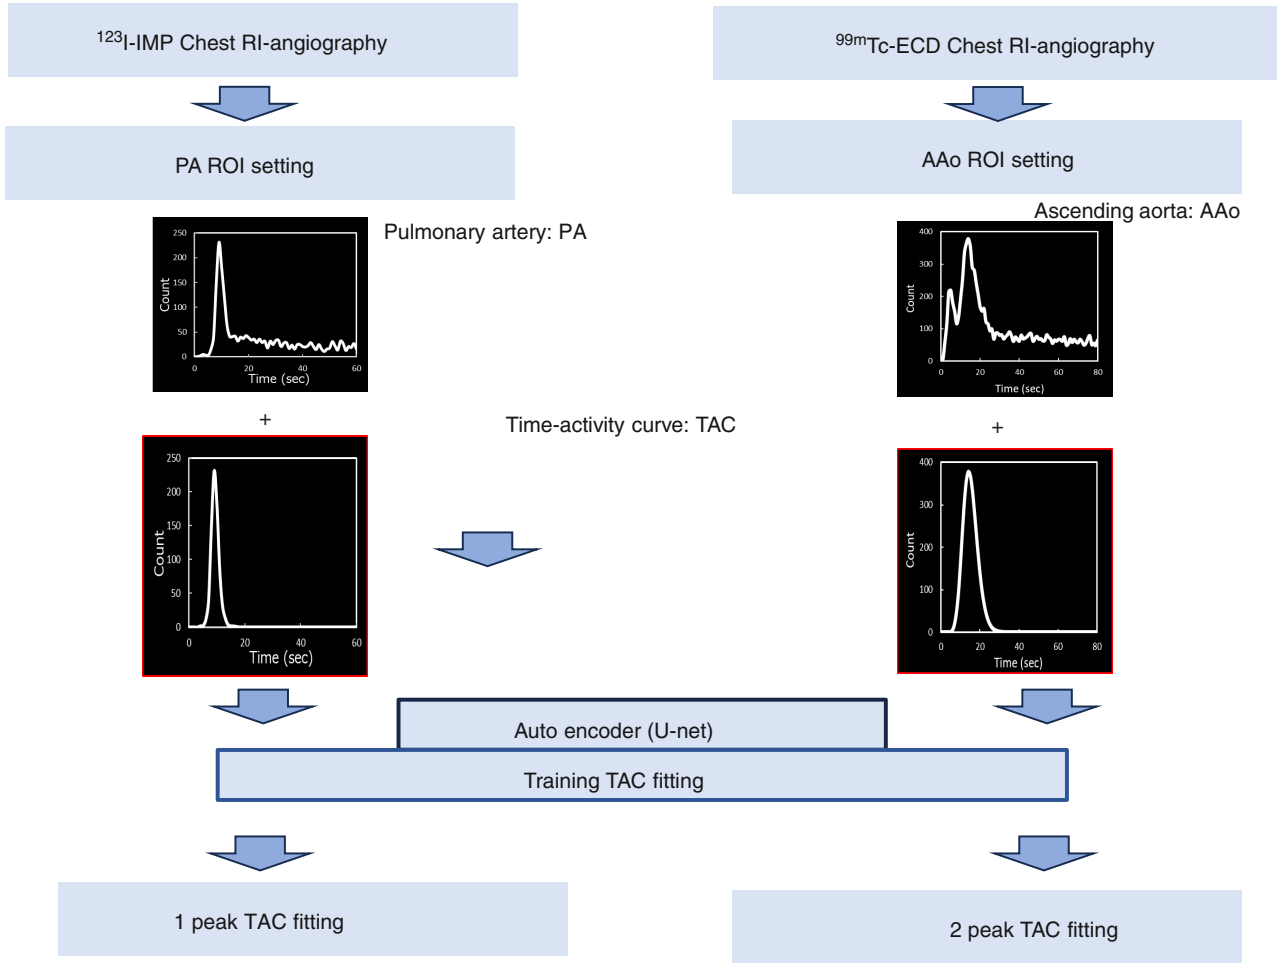 ¹²³I-IMP Chest RI-angiography
⁹⁹ᵐTc-ECD Chest RI-angiography
PA ROI setting
AAo ROI setting
Pulmonary artery: PA
Ascending aorta: AAo
250
200
150
100
50
0
Count
0 20 40 60
Time (sec)
400
300
200
100
0
Count
0 20 40 60 80
Time (sec)
+
Time-activity curve: TAC
+
250
200
150
100
50
0
Count
0 20 40 60
Time (sec)
400
300
200
100
0
Count
0 20 40 60 80
Time (sec)
Auto encoder (U-net)
Training TAC fitting
1 peak TAC fitting
2 peak TAC fitting